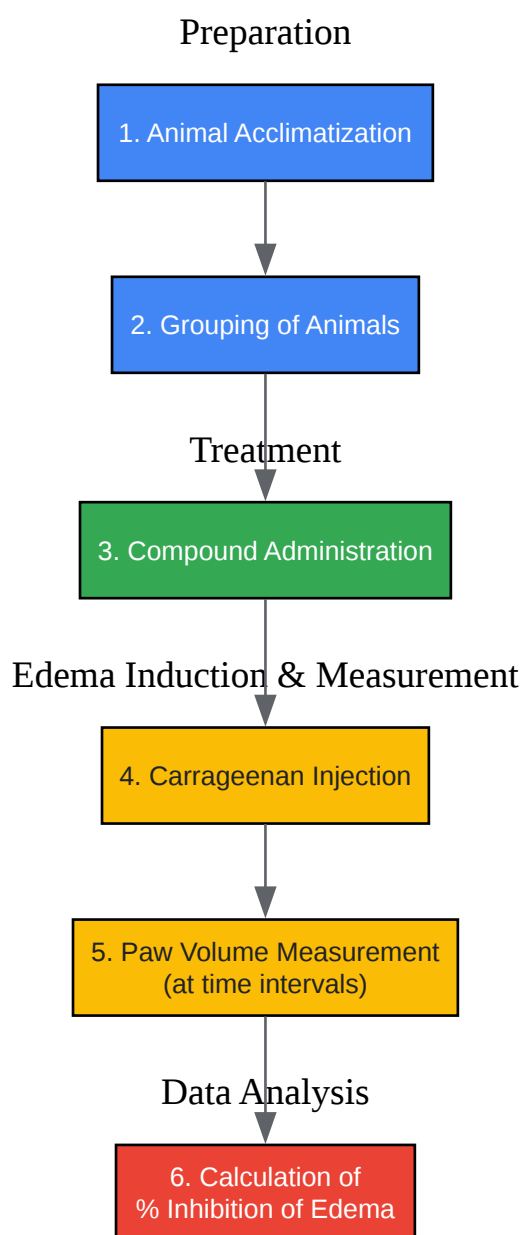 Preparation
1. Animal Acclimatization
2. Grouping of Animals
Treatment
3. Compound Administration
Edema Induction & Measurement
4. Carrageenan Injection
5. Paw Volume Measurement
(at time intervals)
Data Analysis
6. Calculation of
% Inhibition of Edema